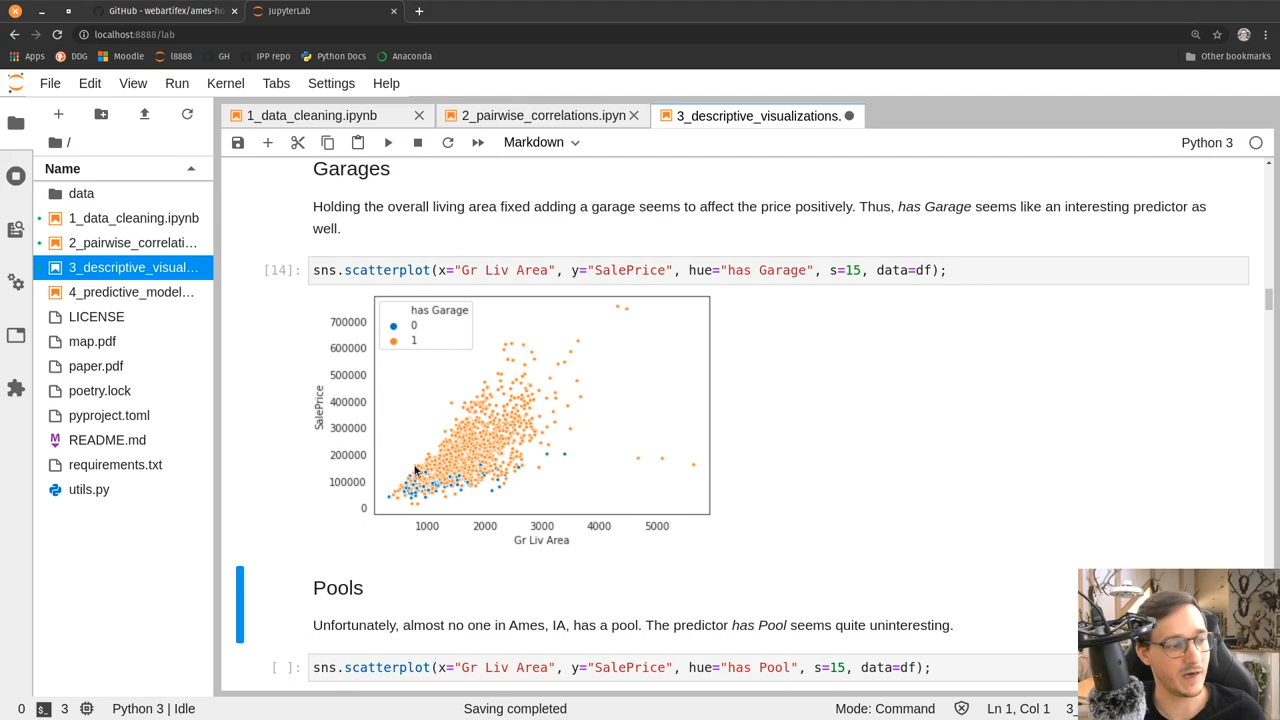 GitHub - webartifex/ames-ho
JupyterLab
localhost:8888/lab
Apps DDG Moodle l8888 GH IPP repo Python Docs Anaconda Other bookmarks
File Edit View Run Kernel Tabs Settings Help
1_data_cleaning.ipynb 2_pairwise_correlations.ipyn 3_descriptive_visualizations.
/
Markdown
Python 3
Name
data
1_data_cleaning.ipynb
2_pairwise_correlati…
3_descriptive_visual…
4_predictive_model…
LICENSE
map.pdf
paper.pdf
poetry.lock
pyproject.toml
README.md
requirements.txt
utils.py
Garages
Holding the overall living area fixed adding a garage seems to affect the price positively. Thus, has Garage seems like an interesting predictor as
well.
[14]: sns.scatterplot(x="Gr Liv Area", y="SalePrice", hue="has Garage", s=15, data=df);
has Garage
0
1
SalePrice
700000
600000
500000
400000
300000
200000
100000
0
1000 2000 3000 4000 5000
Gr Liv Area
Pools
Unfortunately, almost no one in Ames, IA, has a pool. The predictor has Pool seems quite uninteresting.
[ ]: sns.scatterplot(x="Gr Liv Area", y="SalePrice", hue="has Pool", s=15, data=df);
0 3 Python 3 | Idle Saving completed Mode: Command Ln 1, Col 1 3_